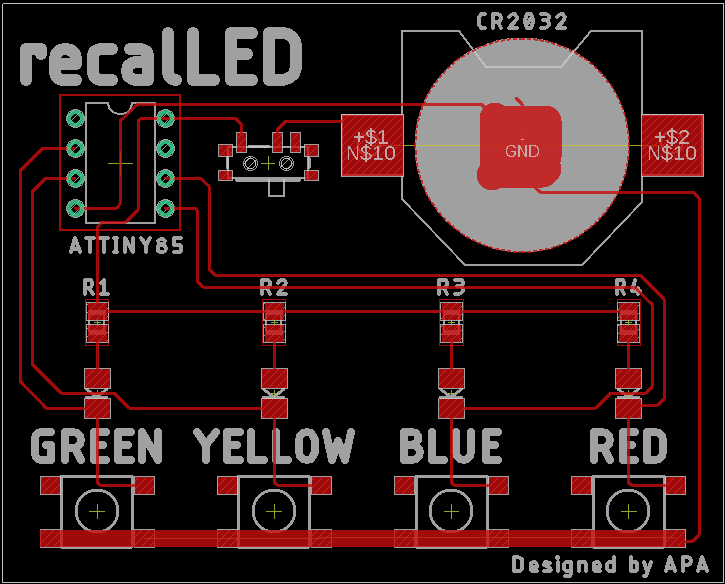 CR2032
recalLED
+$1
N$10
+$2
N$10
GND
ATTINY85
R1 R2 R3 R4
GREEN YELLOW BLUE RED
Designed by APA